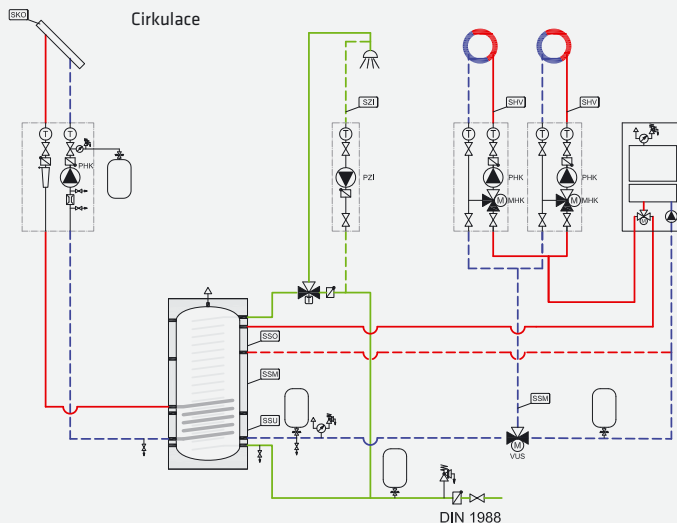 SKO
Cirkulace
SZİ
SHV
SHV
T
T
T
T
T
T
T
PHK
PZİ
PHK
PHK
M
MHK
M
MHK
SSO
SSM
SSU
SSM
M
VUS
DIN 1988